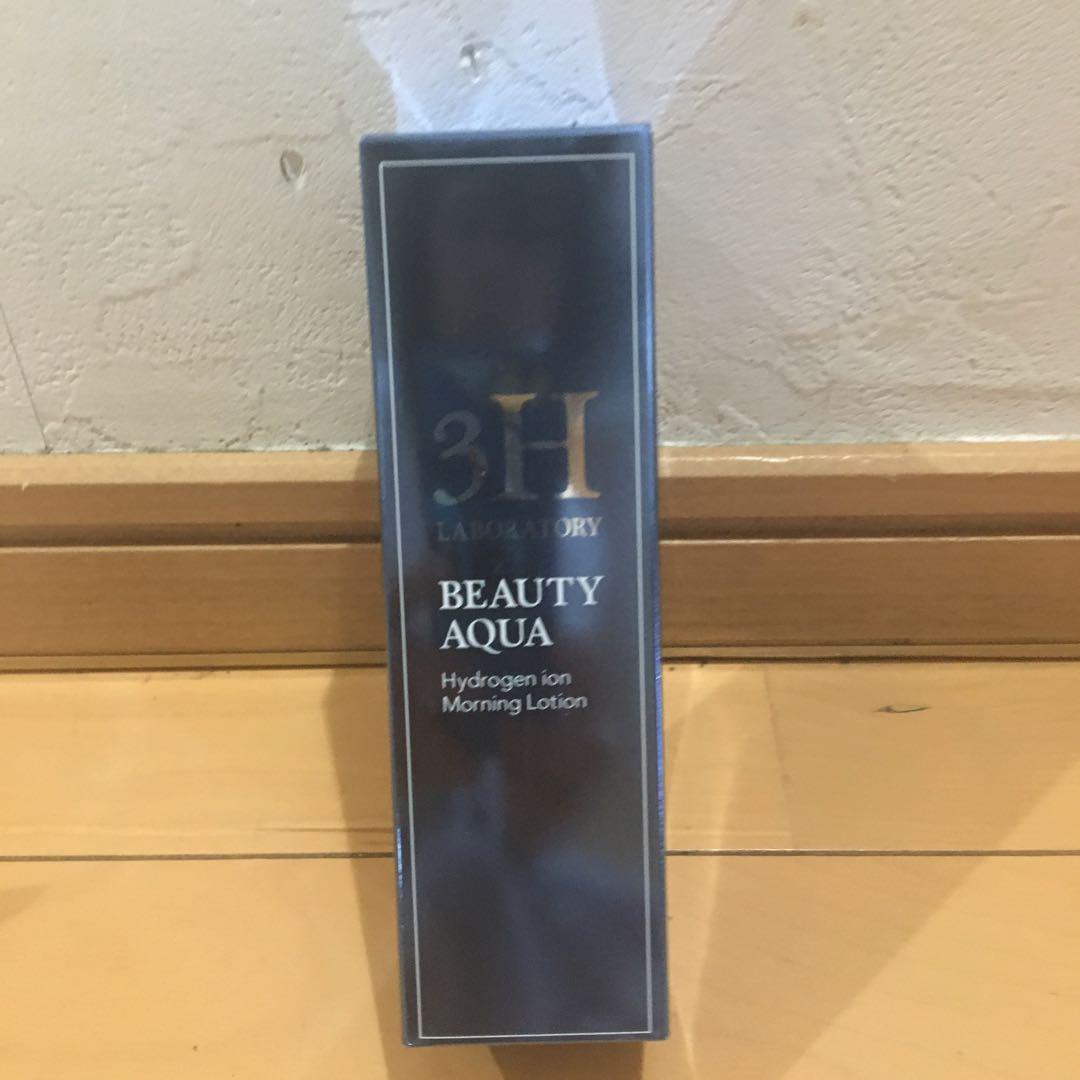 3H
LABORATORY
BEAUTY
AQUA
Hydrogen ion
Morning Lotion